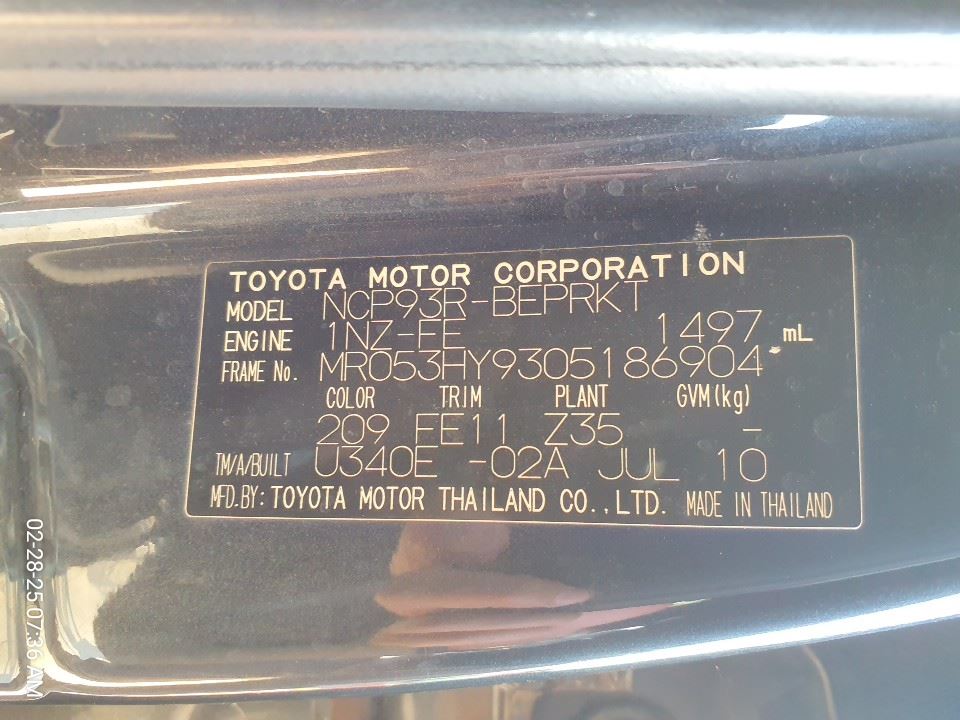 TOYOTA MOTOR CORPORATION
MODEL NCP93R-BEPRKT
ENGINE 1NZ-FE 1497 mL
FRAME No. MR053HY9305186904
COLOR TRIM PLANT GVM(kg)
209 FE11 Z35 -
TM/A/BUILT U340E -02A JUL 10
MFD.BY: TOYOTA MOTOR THAILAND CO.,LTD. MADE IN THAILAND
02-28-25 07:36 AM